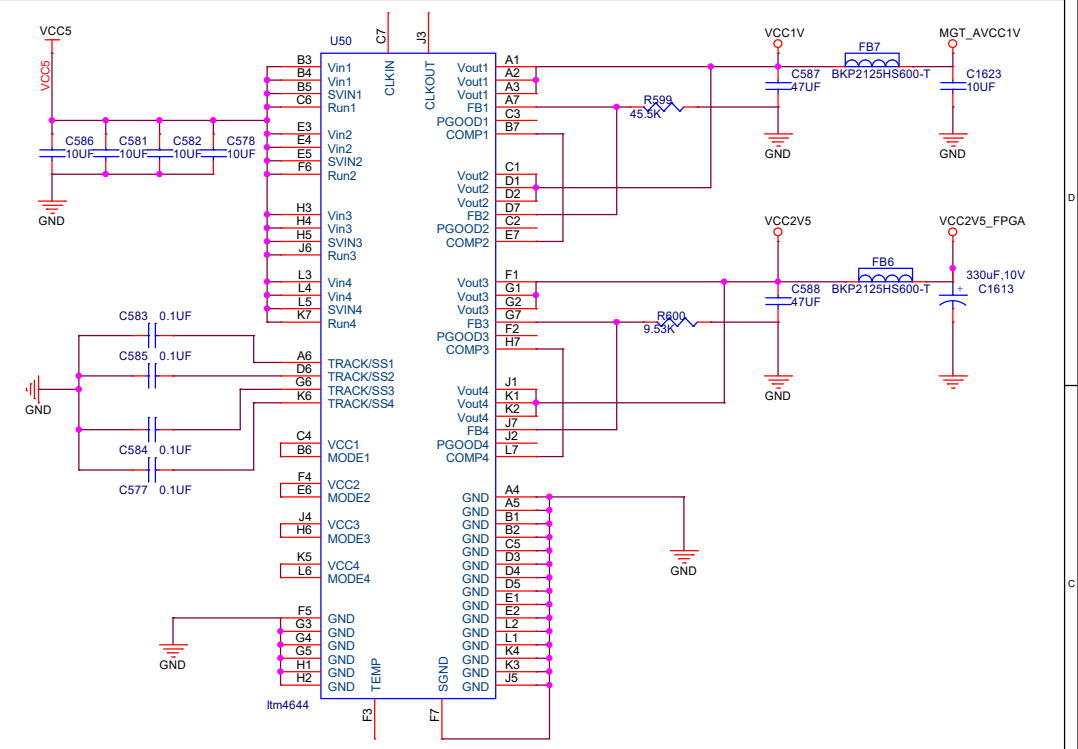 VCC5
VCC5
C586
10UF
C581
10UF
C582
10UF
C578
10UF
GND
U50
C7
J3
CLKIN
CLKOUT
B3 Vin1
B4 Vin1
B5 SVIN1
C6 Run1
E3 Vin2
E4 Vin2
E5 SVIN2
F6 Run2
H3 Vin3
H4 Vin3
H5 SVIN3
J6 Run3
L3 Vin4
L4 Vin4
L5 SVIN4
K7 Run4
A6 TRACK/SS1
D6 TRACK/SS2
G6 TRACK/SS3
K6 TRACK/SS4
C4 VCC1
B6 MODE1
F4 VCC2
E6 MODE2
J4 VCC3
H6 MODE3
K5 VCC4
L6 MODE4
F5 GND
G3 GND
G4 GND
G5 GND
H1 GND
H2 GND
C583 0.1UF
C585 0.1UF
C584 0.1UF
C577 0.1UF
GND
GND
ltm4644
TEMP
F3
SGND
F7
Vout1 A1
Vout1 A2
Vout1 A3
FB1 A7
PGOOD1 C3
COMP1 B7
Vout2 C1
Vout2 D1
Vout2 D2
FB2 D7
PGOOD2 C2
COMP2 E7
Vout3 F1
Vout3 G1
Vout3 G2
FB3 G7
PGOOD3 F2
COMP3 H7
Vout4 J1
Vout4 K1
Vout4 K2
FB4 J7
PGOOD4 J2
COMP4 L7
GND A4
GND A5
GND B1
GND B2
GND C5
GND D3
GND D4
GND D5
GND E1
GND E2
GND L2
GND L1
GND K4
GND K3
GND J5
GND
R599
45.5K
VCC1V
C587
47UF
GND
FB7
BKP2125HS600-T
MGT_AVCC1V
C1623
10UF
GND
R600
9.53K
VCC2V5
C588
47UF
GND
FB6
BKP2125HS600-T
VCC2V5_FPGA
330uF,10V
+
C1613
D
C